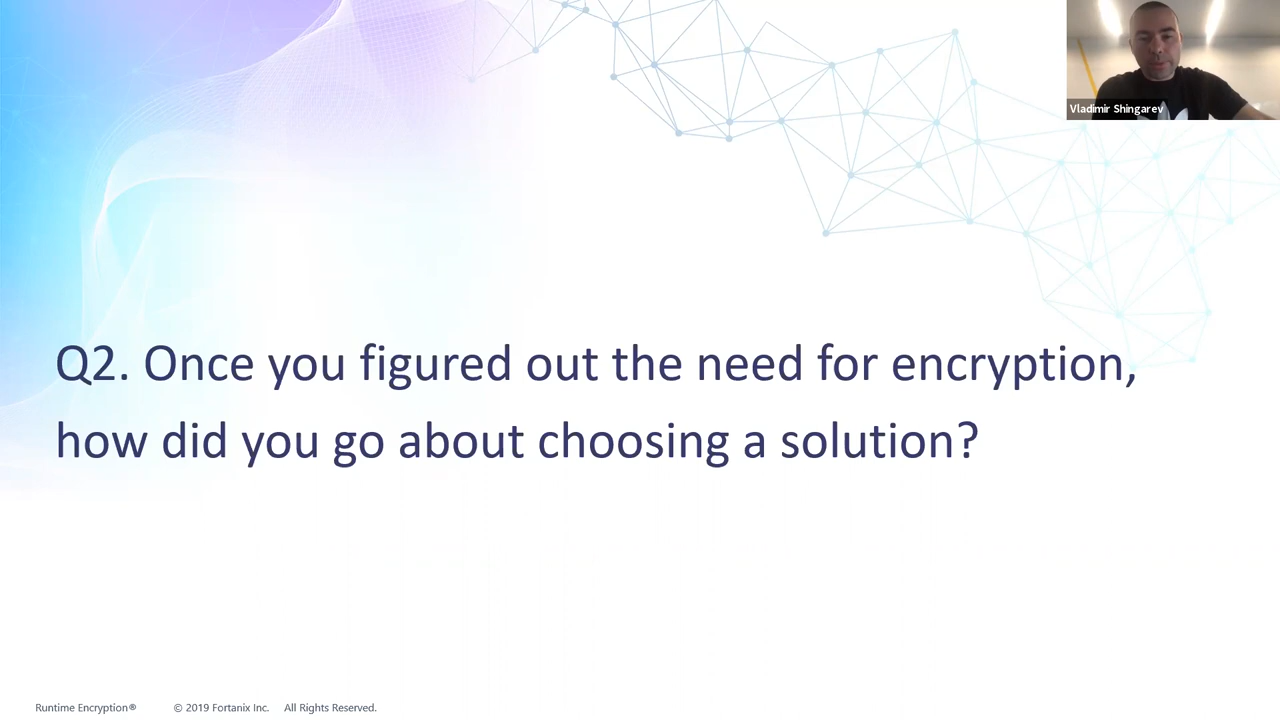 Vladimir Shingarev
Q2. Once you figured out the need for encryption,
how did you go about choosing a solution?
Runtime Encryption® © 2019 Fortanix Inc. All Rights Reserved.